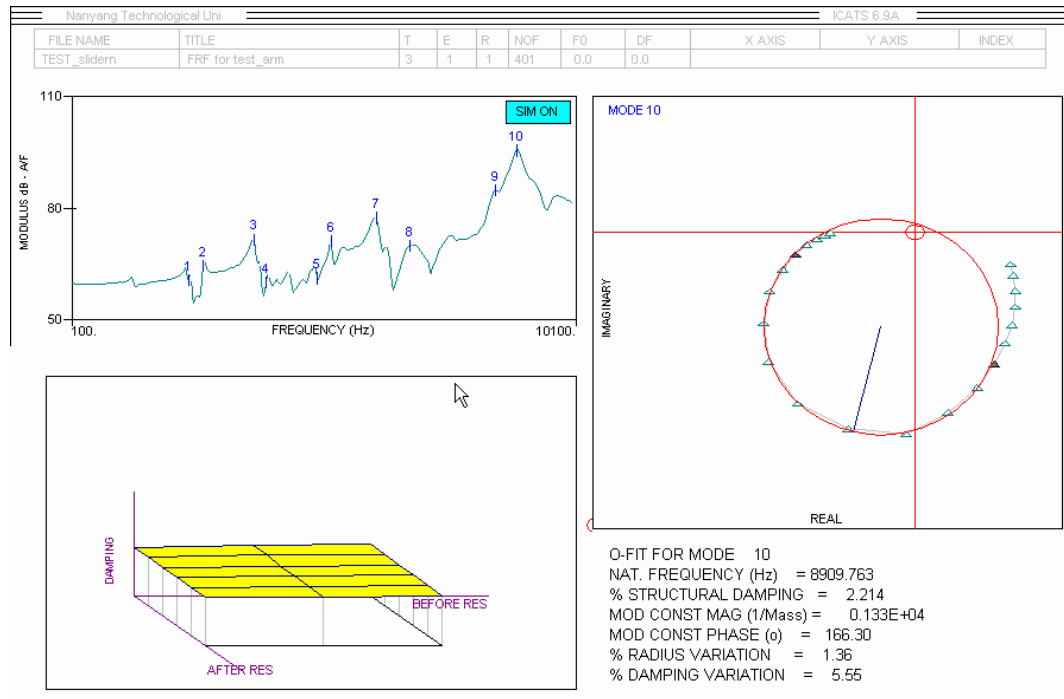 Nanyang Technological Uni ICATS 6.9A
FILE NAME TITLE T E R NOF F0 DF X AXIS Y AXIS INDEX
TEST_slidern FRF for test_arm 3 1 1 401 0.0 0.0
110
SIM ON
10
9
7
80
3
6
8
2
1
4
5
MODULUS dB - A/F
50
100. FREQUENCY (Hz) 10100.
MODE 10
IMAGINARY
REAL
DAMPING
BEFORE RES
AFTER RES
O-FIT FOR MODE 10
NAT. FREQUENCY (Hz) = 8909.763
% STRUCTURAL DAMPING = 2.214
MOD CONST MAG (1/Mass) = 0.133E+04
MOD CONST PHASE (o) = 166.30
% RADIUS VARIATION = 1.36
% DAMPING VARIATION = 5.55